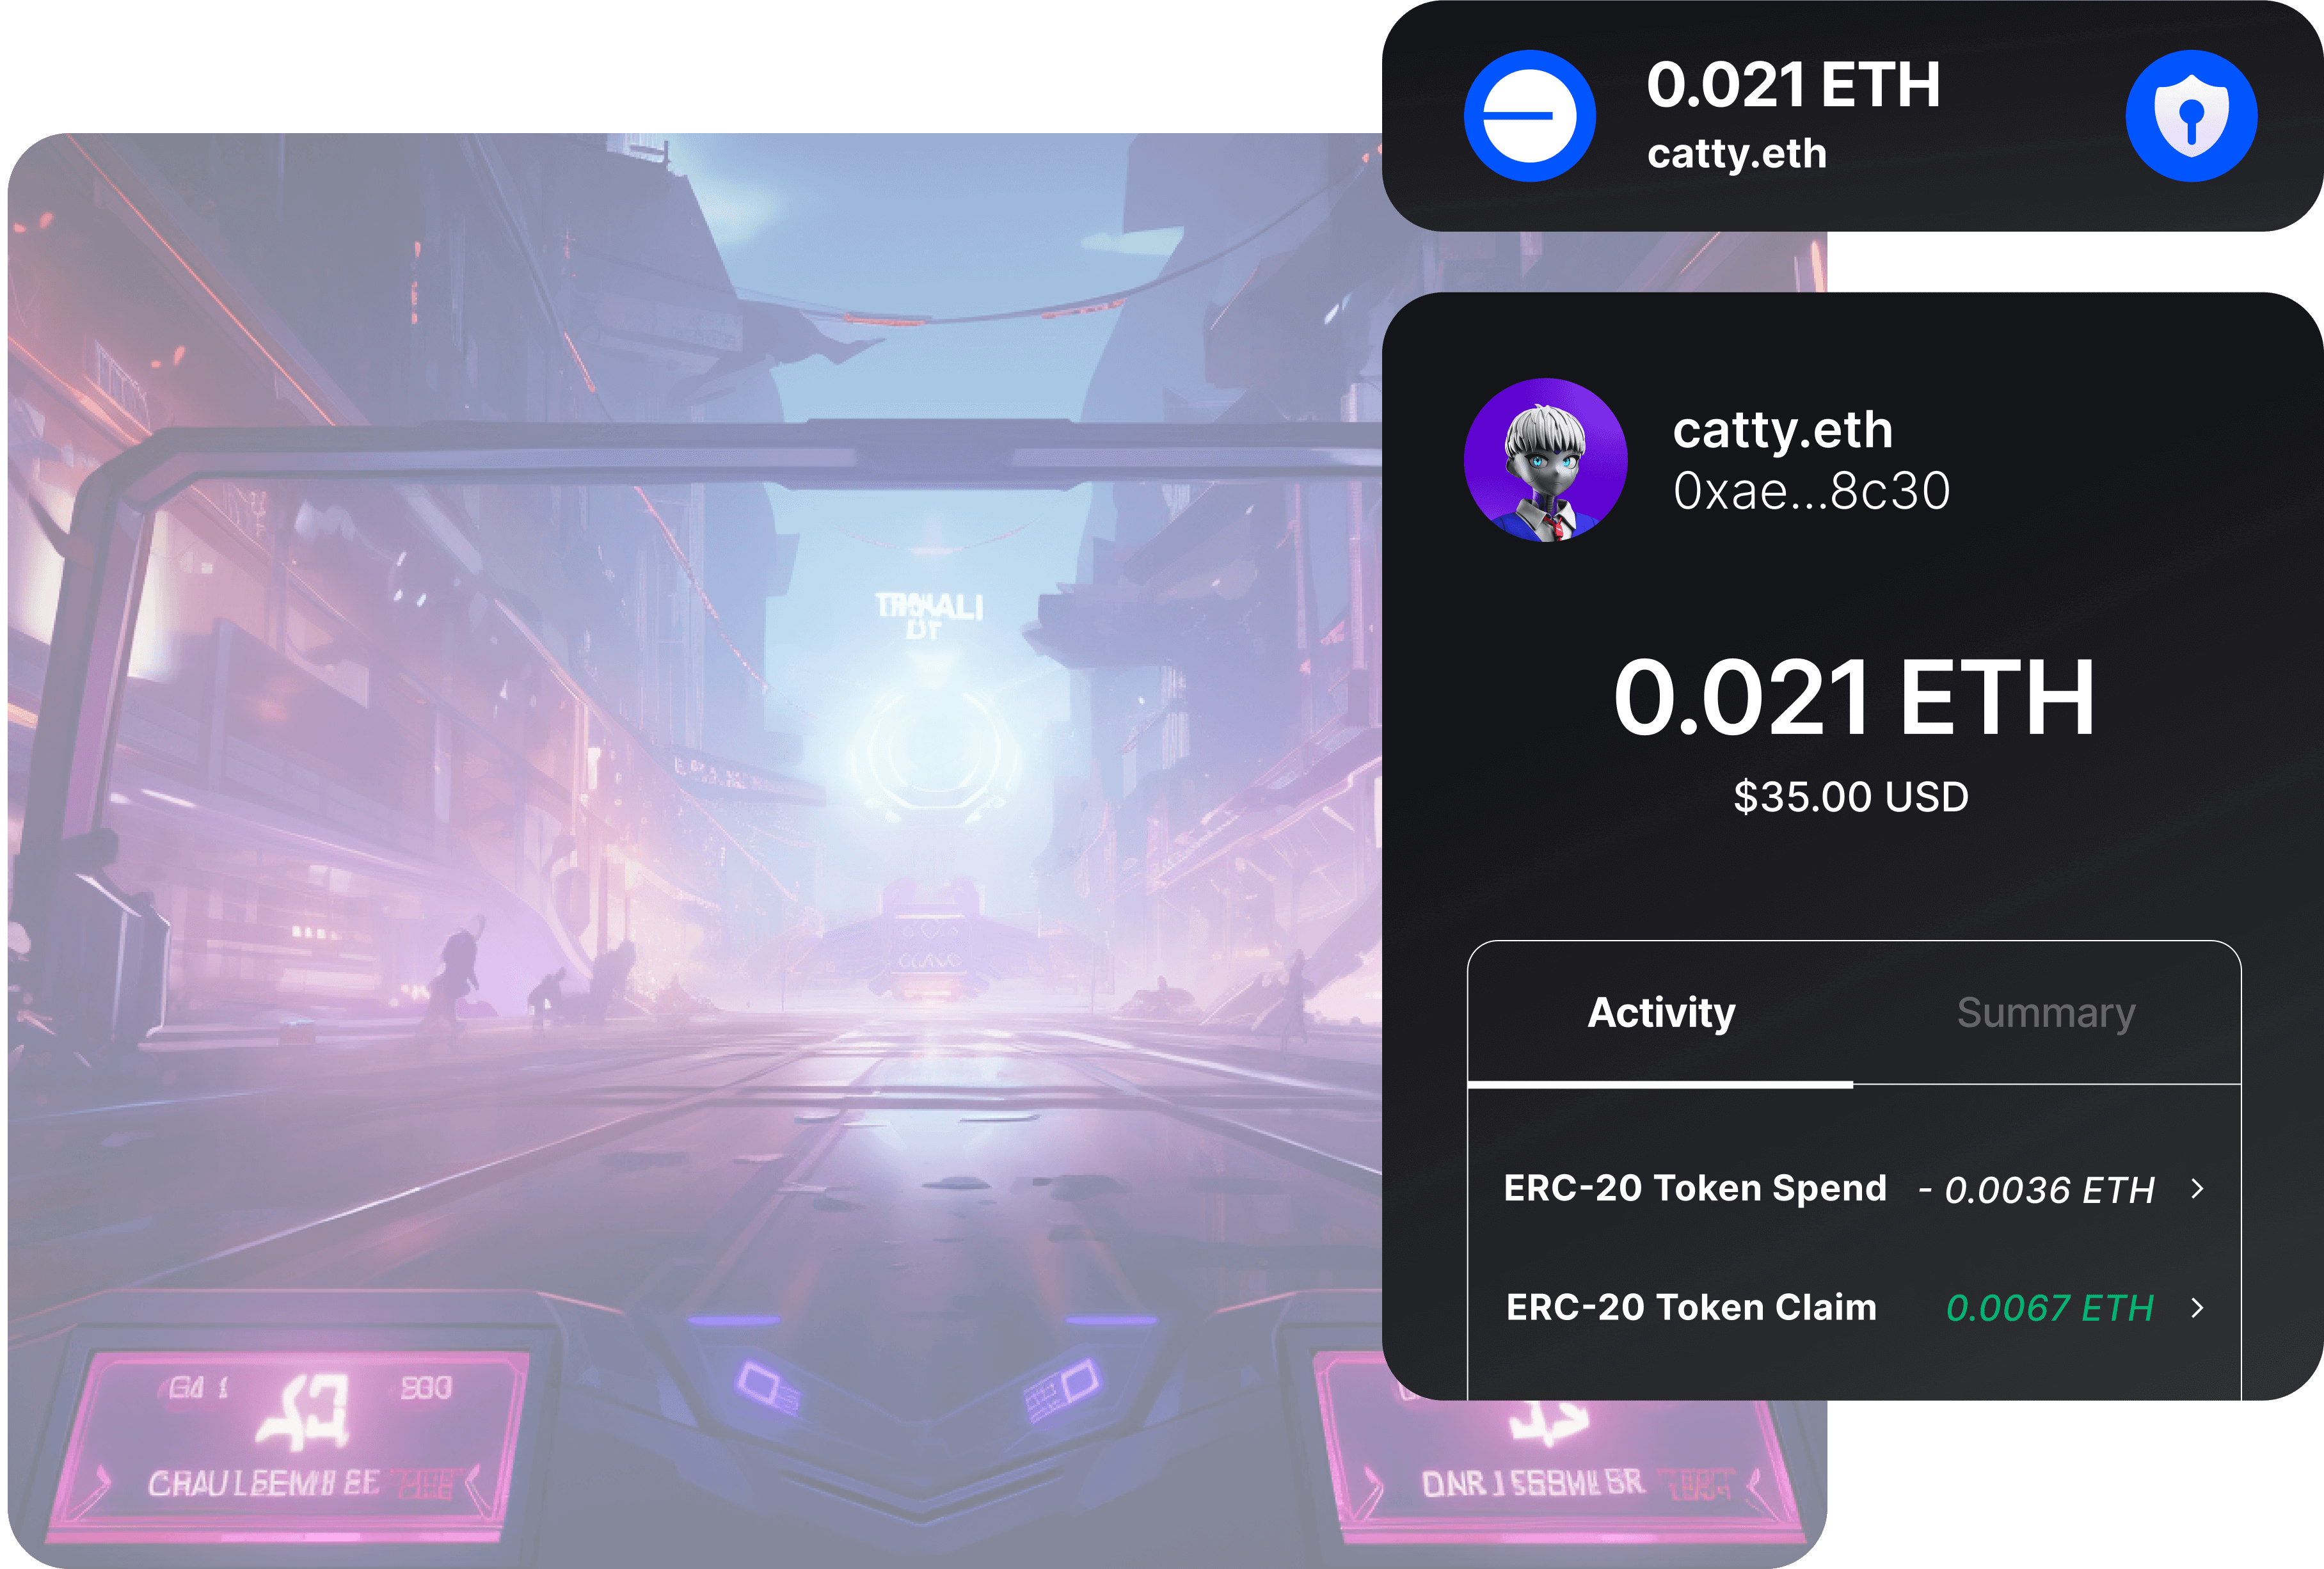 0.021 ETH
catty.eth
catty.eth
0xae...8c30
0.021 ETH
$35.00 USD
Activity
Summary
ERC-20 Token Spend - 0.0036 ETH
ERC-20 Token Claim 0.0067 ETH